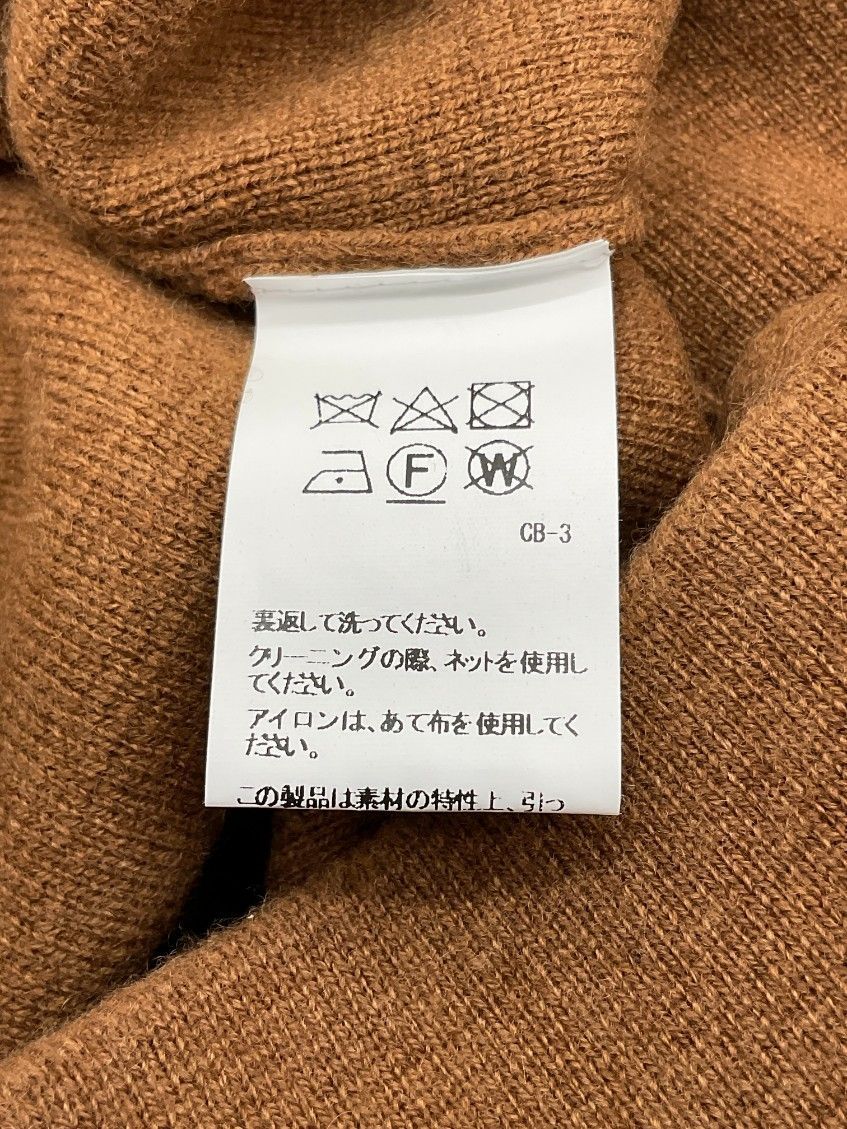 F W
CB-3
裏返して洗ってください。
クリーニングの際、ネットを使用し
てください。
アイロンは、あて布を使用してく
ださい。
この製品は素材の特性上、引っ